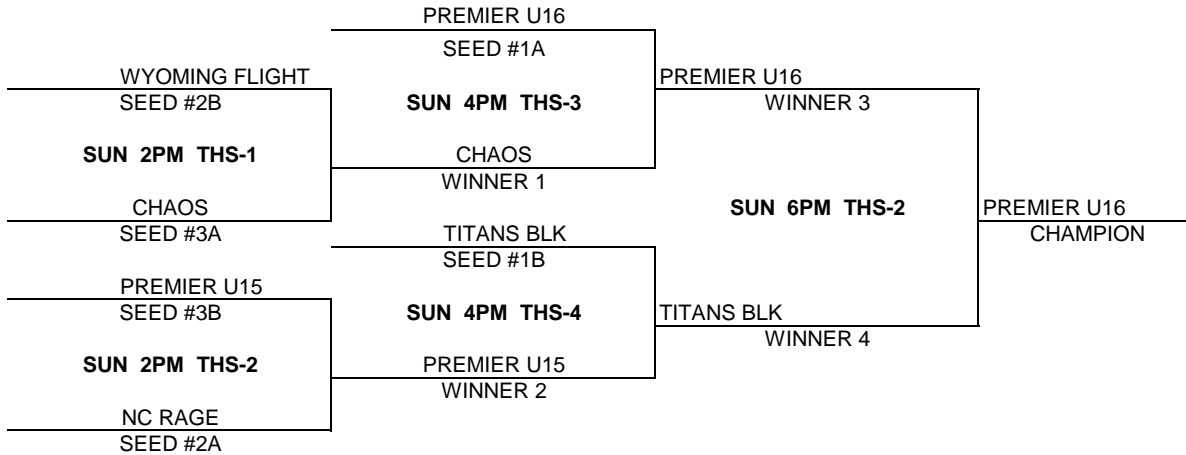 PREMIER U16
SEED #1A
WYOMING FLIGHT
PREMIER U16
SEED #2B
SUN 4PM THS-3
WINNER 3
SUN 2PM THS-1
CHAOS
WINNER 1
CHAOS
SUN 6PM THS-2
PREMIER U16
SEED #3A
TITANS BLK
CHAMPION
SEED #1B
PREMIER U15
SEED #3B
SUN 4PM THS-4
TITANS BLK
WINNER 4
SUN 2PM THS-2
PREMIER U15
WINNER 2
NC RAGE
SEED #2A